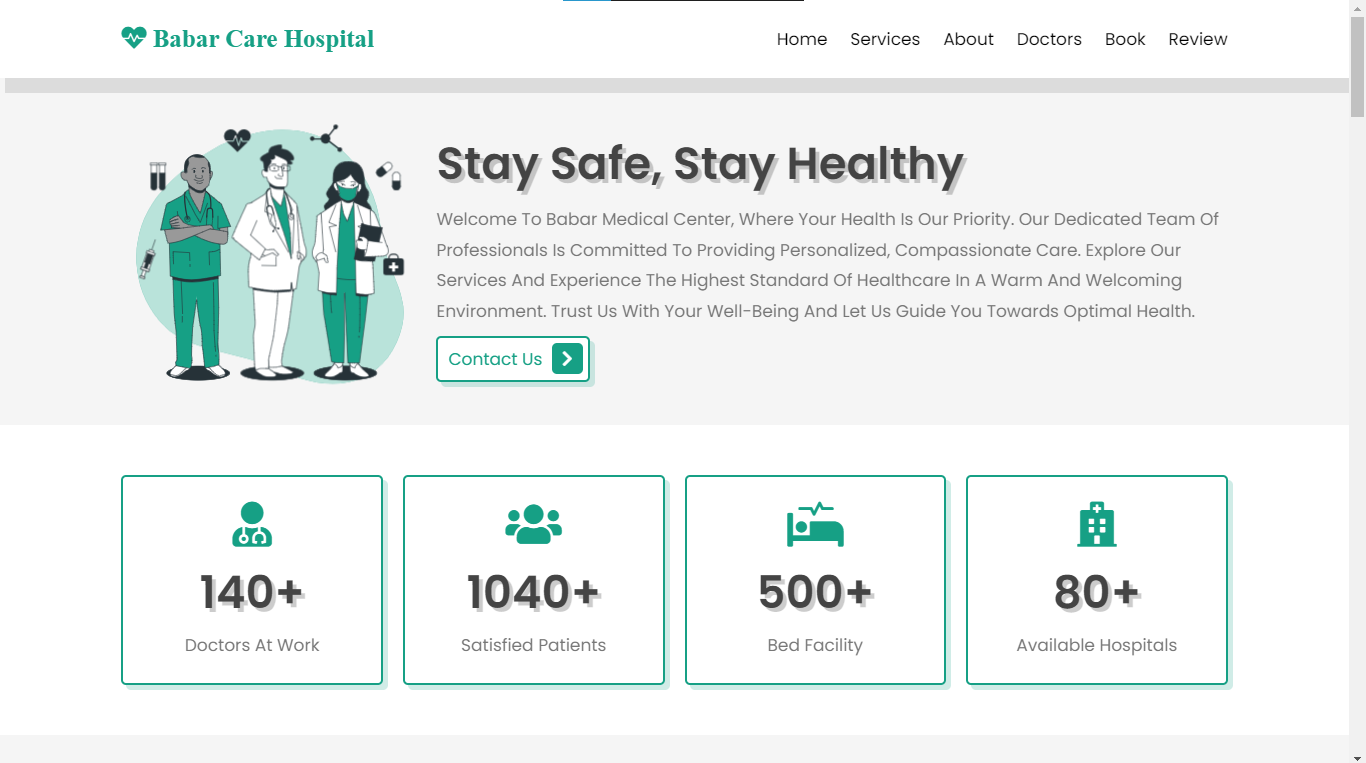 Babar Care Hospital
Home Services About Doctors Book Review
Stay Safe, Stay Healthy
Welcome To Babar Medical Center, Where Your Health Is Our Priority. Our Dedicated Team Of
Professionals Is Committed To Providing Personalized, Compassionate Care. Explore Our
Services And Experience The Highest Standard Of Healthcare In A Warm And Welcoming
Environment. Trust Us With Your Well-Being And Let Us Guide You Towards Optimal Health.
Contact Us
140+
Doctors At Work
1040+
Satisfied Patients
500+
Bed Facility
80+
Available Hospitals